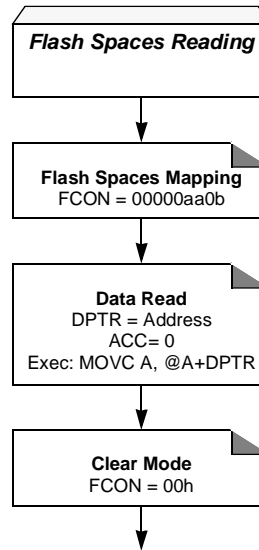 Flash Spaces Reading
Flash Spaces Mapping
FCON = 00000aa0b
Data Read
DPTR = Address
ACC= 0
Exec: MOVC A, @A+DPTR
Clear Mode
FCON = 00h